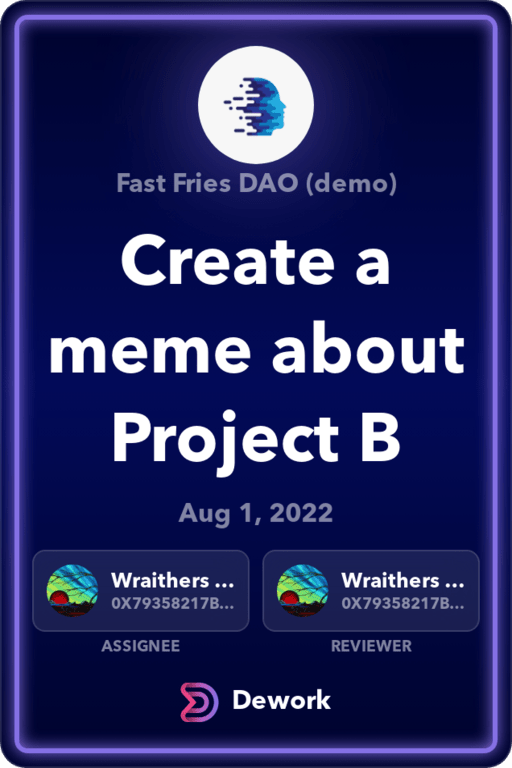 Fast Fries DAO (demo)
Create a
meme about
Project B
Aug 1, 2022
Wraithers ...
0X79358217B...
ASSIGNEE
Wraithers ...
0X79358217B...
REVIEWER
Dework